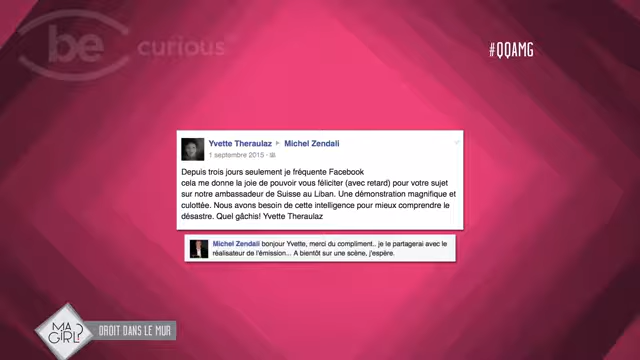 be curious
#QQAMG
Yvette Theraulaz ▸ Michel Zendali
1 septembre 2015 ·
Depuis trois jours seulement je fréquente Facebook
cela me donne la joie de pouvoir vous féliciter (avec retard) pour votre sujet
sur notre ambassadeur de Suisse au Liban. Une démonstration magnifique et
culottée. Nous avons besoin de cette intelligence pour mieux comprendre le
désastre. Quel gâchis! Yvette Theraulaz
Michel Zendali bonjour Yvette, merci du compliment.. je le partagerai avec le
réalisateur de l'émission... A bientôt sur une scène, j'espère.
MA
GIRL?
DROIT DANS LE MUR